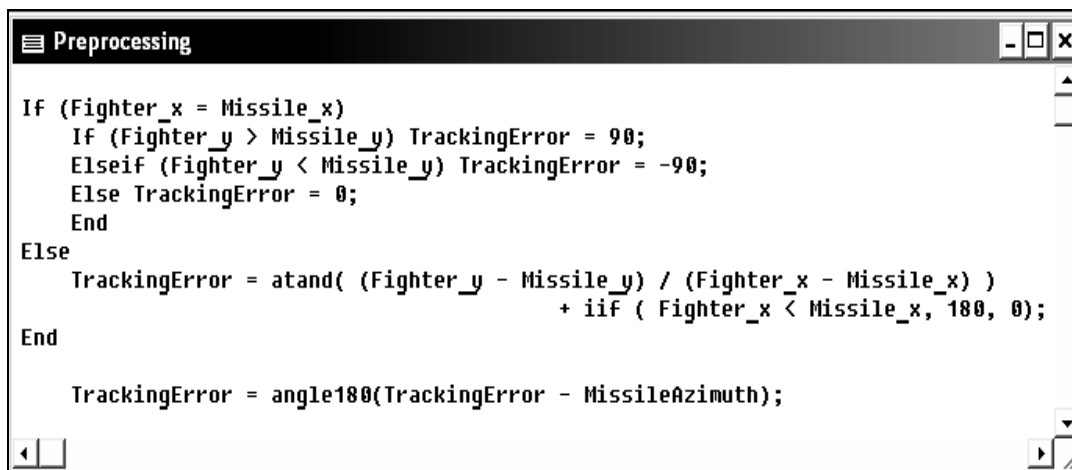 Preprocessing
If (Fighter_x = Missile_x)
    If (Fighter_y > Missile_y) TrackingError = 90;
    Elseif (Fighter_y < Missile_y) TrackingError = -90;
    Else TrackingError = 0;
    End
Else
    TrackingError = atand( (Fighter_y - Missile_y) / (Fighter_x - Missile_x) )
                                        + iif ( Fighter_x < Missile_x, 180, 0);
End
    TrackingError = angle180(TrackingError - MissileAzimuth);